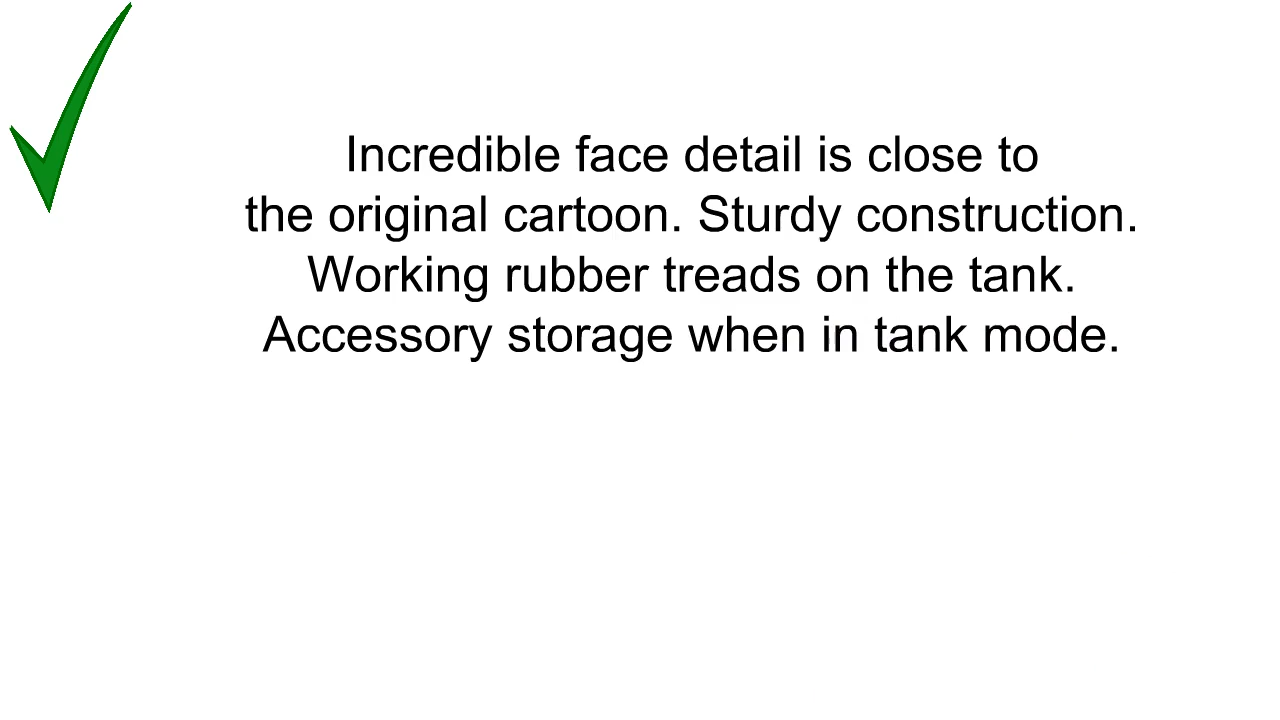 Incredible face detail is close to
the original cartoon. Sturdy construction.
Working rubber treads on the tank.
Accessory storage when in tank mode.